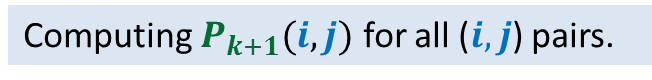 Computing P_{k+1}(i,j) for all (i,j) pairs.